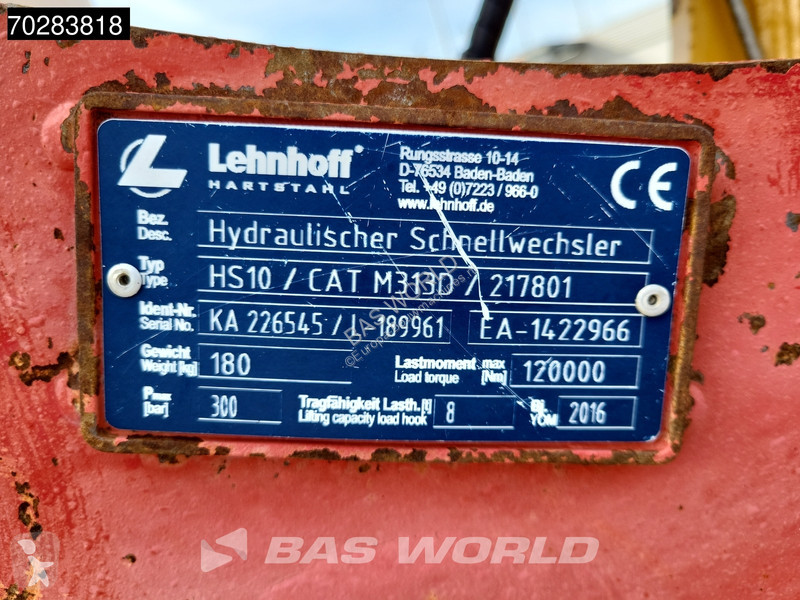 70283818
Lehnhoff®
HARTSTAHL
Rungsstrasse 10-14
D-76534 Baden-Baden
Tel. +49 (0)7223 / 966-0
www.lehnhoff.de
CE
Bez.
Desc.
Hydraulischer Schnellwechsler
Typ
Type
HS10 / CAT M313D / 217801
Ident-Nr.
Serial No.
KA 226545 / L 189961
EA-1422966
Gewicht
Weight [kg]
180
Lastmoment max
Load torque [Nm]
120000
Pmax
[bar]
300
Tragfähigkeit Lasth. [t]
Lifting capacity load hook
8
Bj.
YOM
2016
BAS WORLD
BAS WORLD